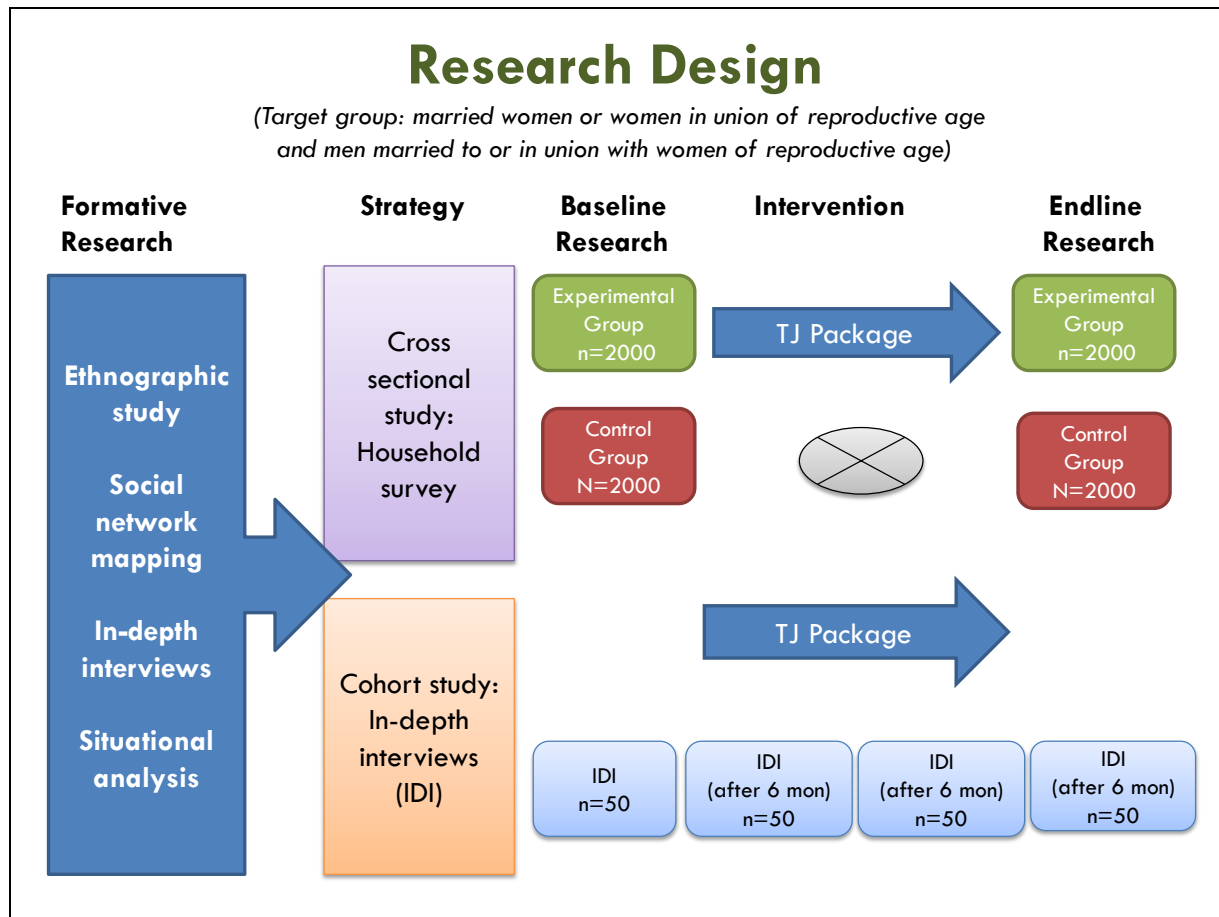 Research Design
(Target group: married women or women in union of reproductive age
and men married to or in union with women of reproductive age)
Formative
Research
Strategy
Baseline
Research
Intervention
Endline
Research
Ethnographic
study
Social
network
mapping
In-depth
interviews
Situational
analysis
Cross
sectional
study:
Household
survey
Experimental
Group
n=2000
TJ Package
Experimental
Group
n=2000
Control
Group
N=2000
Control
Group
N=2000
Cohort study:
In-depth
interviews
(IDI)
TJ Package
IDI
n=50
IDI
(after 6 mon)
n=50
IDI
(after 6 mon)
n=50
IDI
(after 6 mon)
n=50